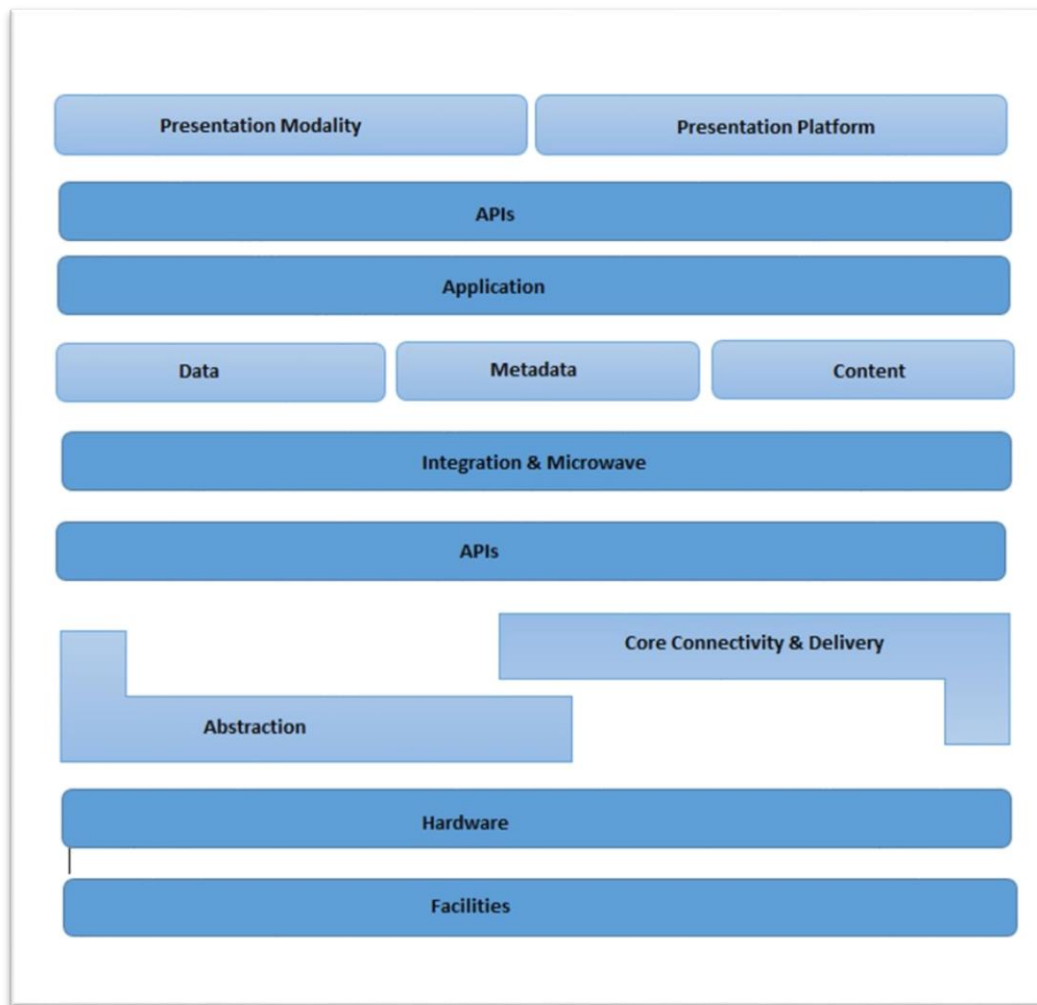 Presentation Modality
Presentation Platform
APIs
Application
Data
Metadata
Content
Integration & Microwave
APIs
Core Connectivity & Delivery
Abstraction
Hardware
Facilities